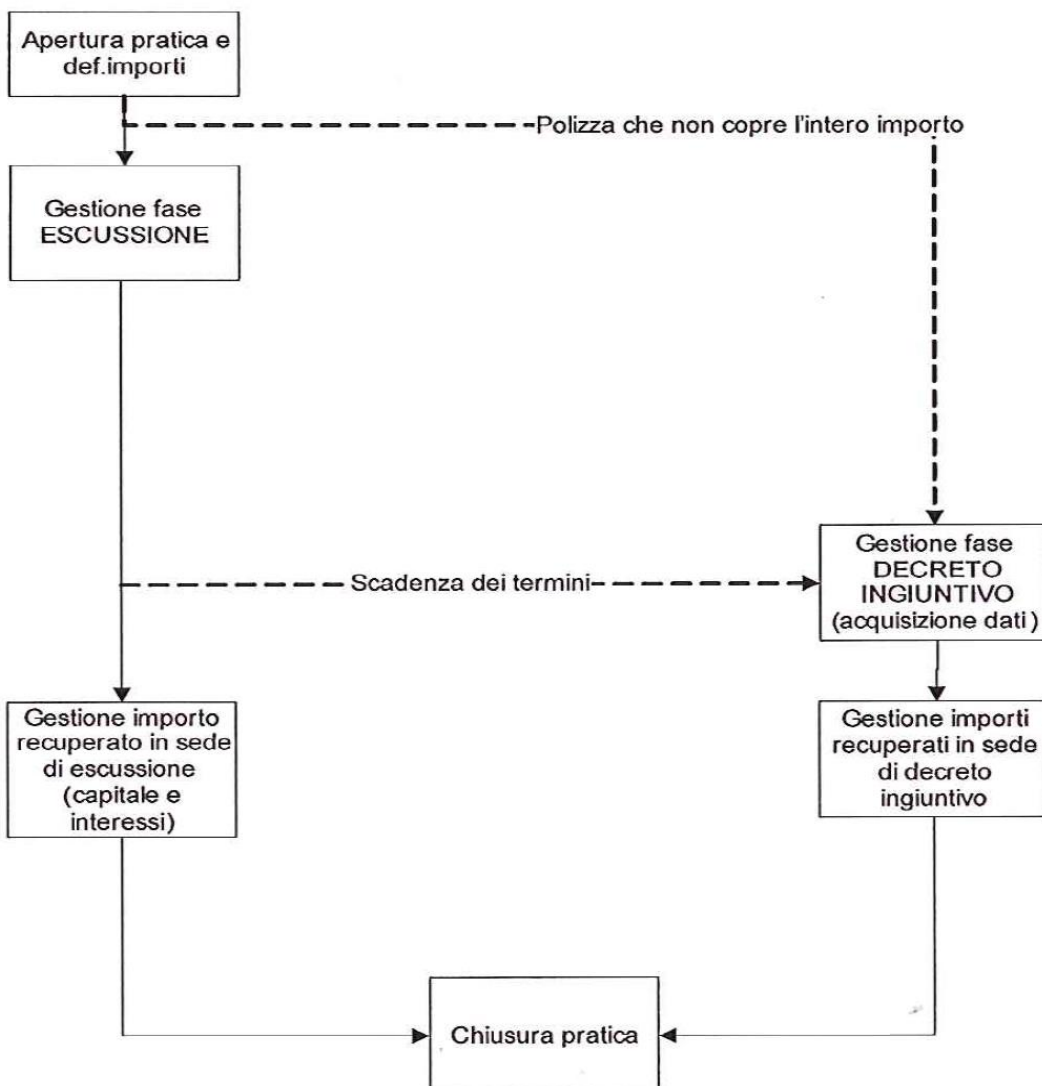 Apertura pratica e
def.importi
Polizza che non copre l'intero importo
Gestione fase
ESCUSSIONE
Gestione fase
DECRETO
INGIUNTIVO
(acquisizione dati)
Scadenza dei termini
Gestione importo
recuperato in sede
di escussione
(capitale e
interessi)
Gestione importi
recuperati in sede
di decreto
ingiuntivo
Chiusura pratica